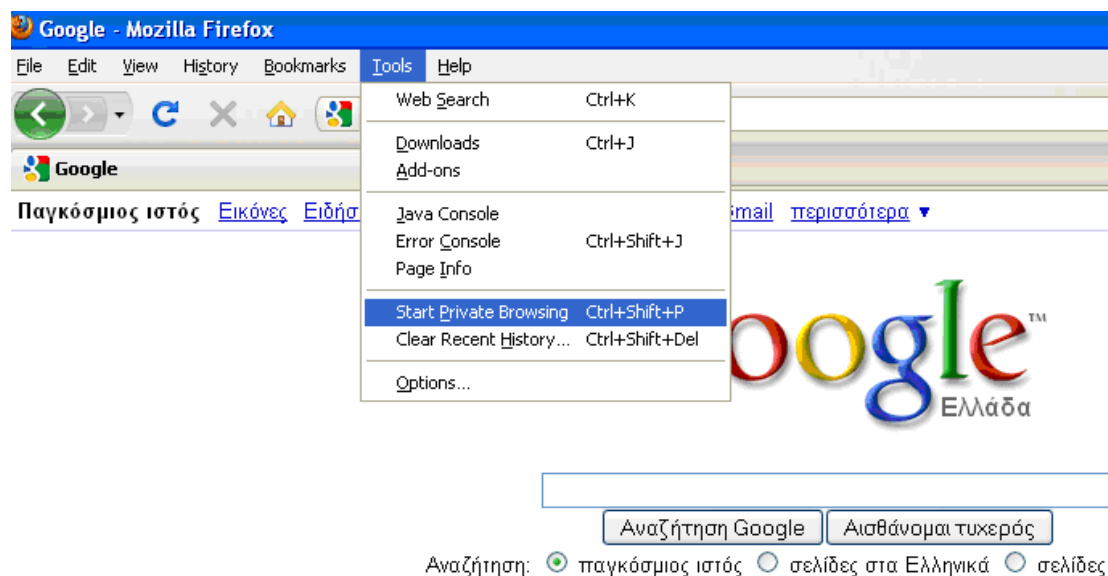 Google - Mozilla Firefox
File Edit View History Bookmarks Tools Help
Web Search Ctrl+K
Downloads Ctrl+J
Add-ons
Google
Παγκόσμιος ιστός Εικόνες περισσότερα ▼
Java Console
Error Console Ctrl+Shift+J
Page Info
Start Private Browsing Ctrl+Shift+P
Clear Recent History... Ctrl+Shift+Del
Options...
oogle™
Ελλάδα
Αναζήτηση Google Αισθάνομαι τυχερός
Αναζήτηση: παγκόσμιος ιστός σελίδες στα Ελληνικά σελίδες